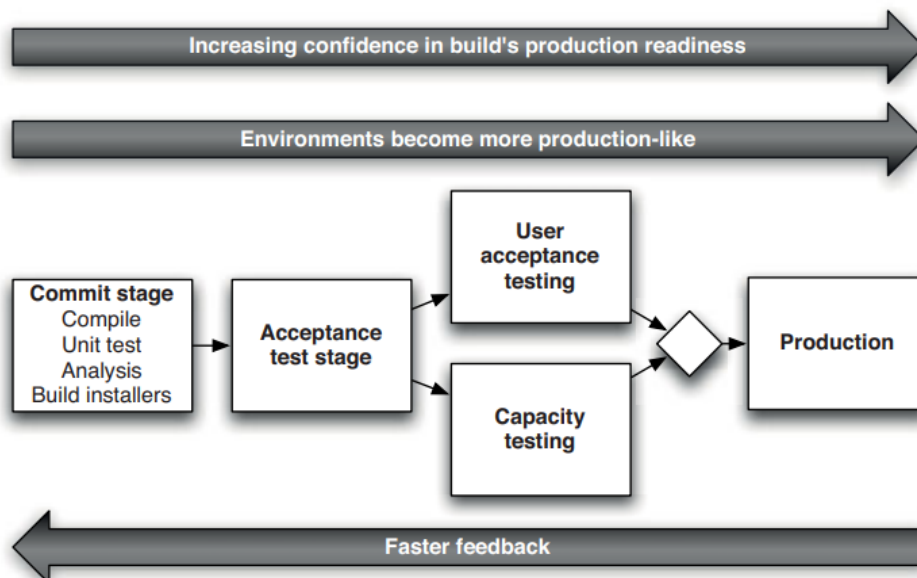 Increasing confidence in build's production readiness
Environments become more production-like
Commit stage
Compile
Unit test
Analysis
Build installers
Acceptance
test stage
User
acceptance
testing
Capacity
testing
Production
Faster feedback